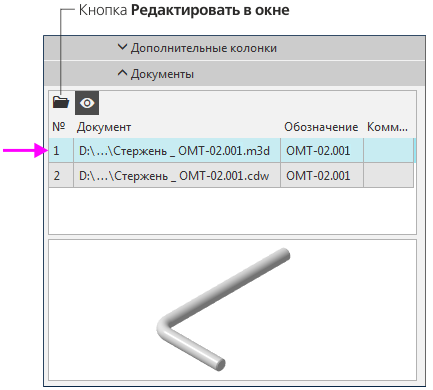 Кнопка Редактировать в окне
Дополнительные колонки
Документы
№ Документ Обозначение Комм...
1 D:\ ...\Стержень _ ОМТ-02.001.m3d ОМТ-02.001
2 D:\ ...\Стержень _ ОМТ-02.001.cdw ОМТ-02.001